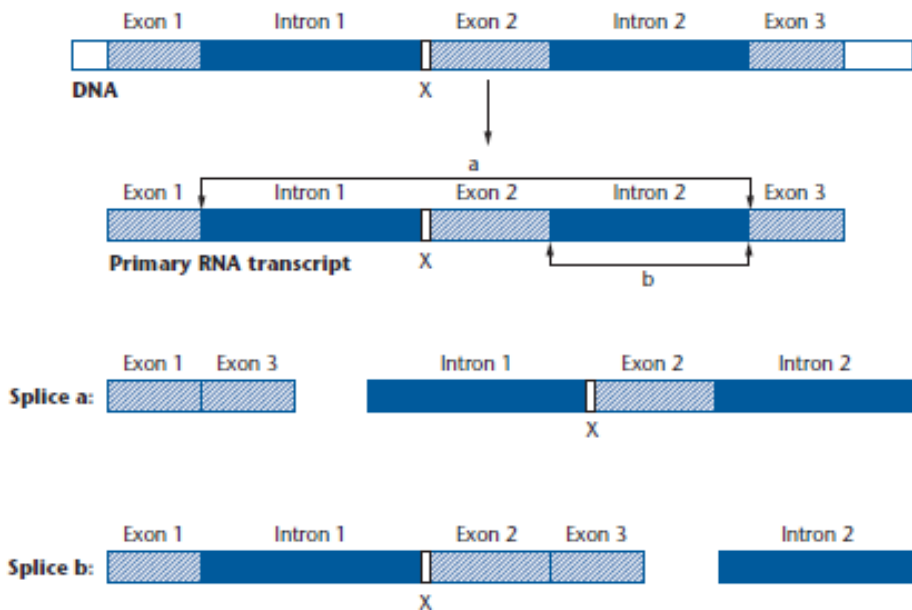 Exon 1 Intron 1 Exon 2 Intron 2 Exon 3
DNA X
a
Exon 1 Intron 1 Exon 2 Intron 2 Exon 3
Primary RNA transcript X
b
Exon 1 Exon 3 Intron 1 Exon 2 Intron 2
Splice a:
X
Exon 1 Intron 1 Exon 2 Exon 3 Intron 2
Splice b:
X